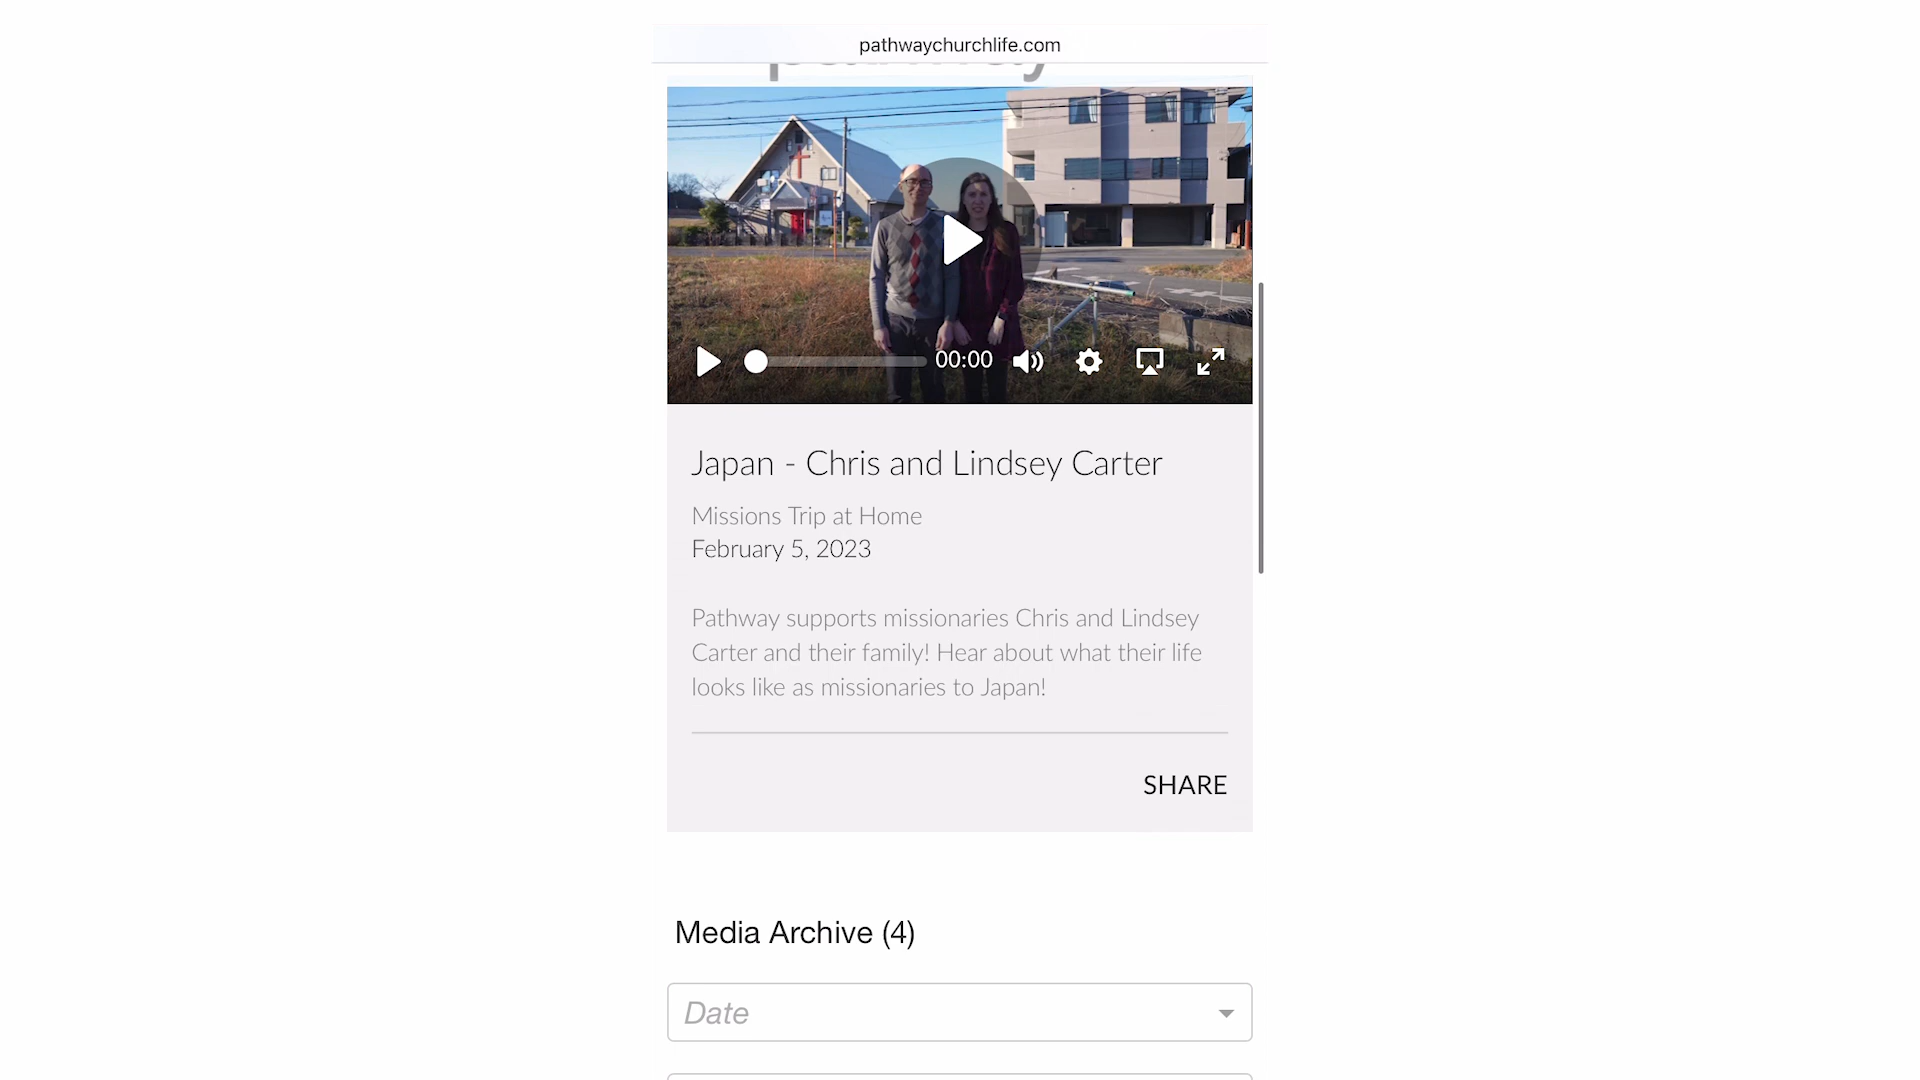 pathwaychurchlife.com
00:00
Japan - Chris and Lindsey Carter
Missions Trip at Home
February 5, 2023
Pathway supports missionaries Chris and Lindsey
Carter and their family! Hear about what their life
looks like as missionaries to Japan!
SHARE
Media Archive (4)
Date